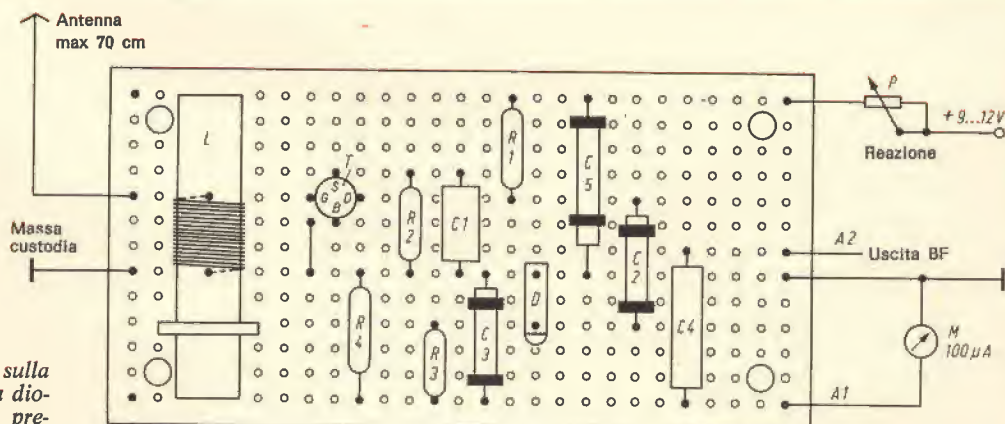 Antenna
max 70 cm
Massa
custodia
L
T
S
G
D
B
R 1
R 2
C1
C 5
R 4
R 3
C 3
D
C 2
C4
P
+9...12V
Reazione
A2
Uscita BF
M
100µA
A1
sulla
dio-
pre-